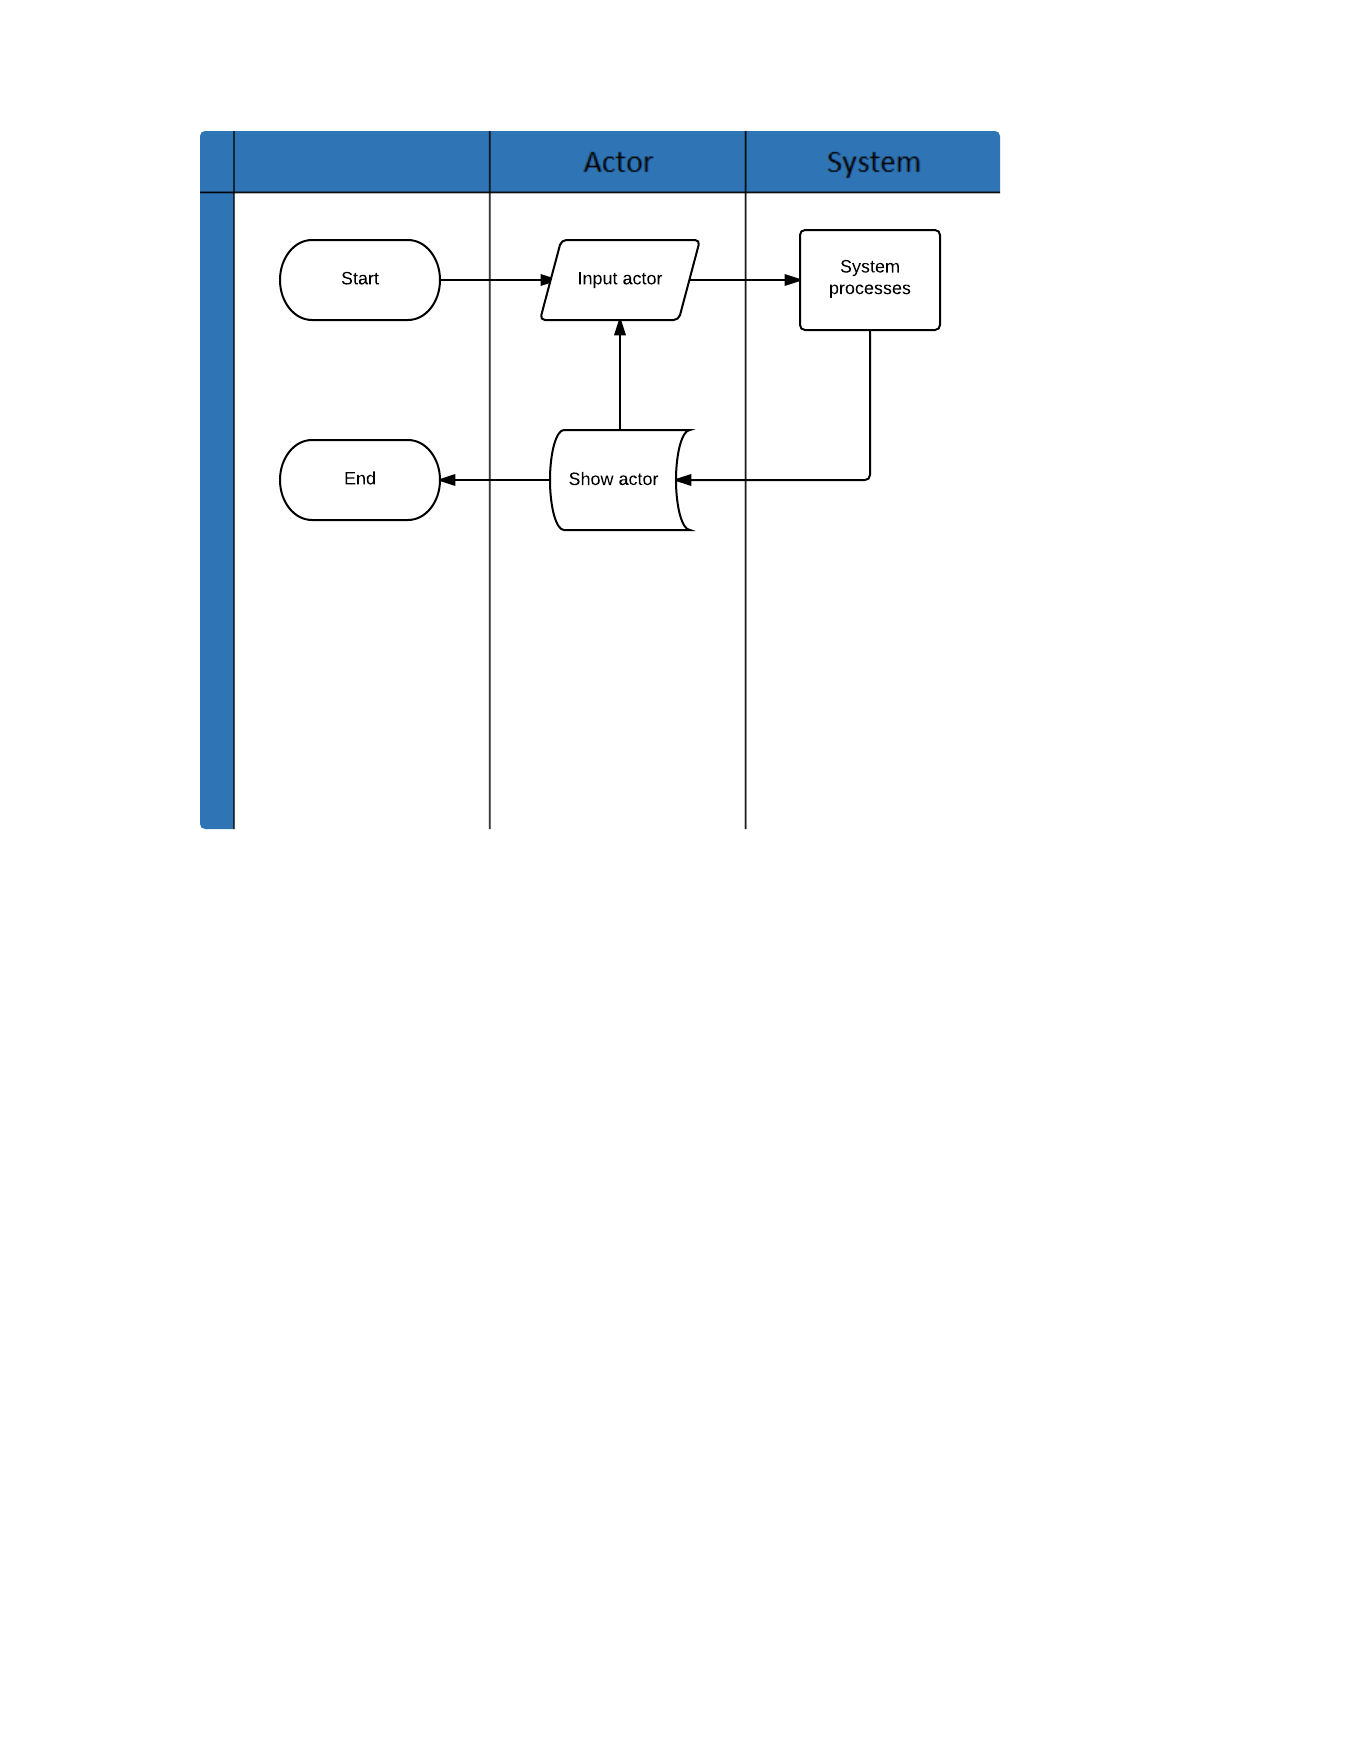 Actor
System
Start
Input actor
System
processes
End
Show actor